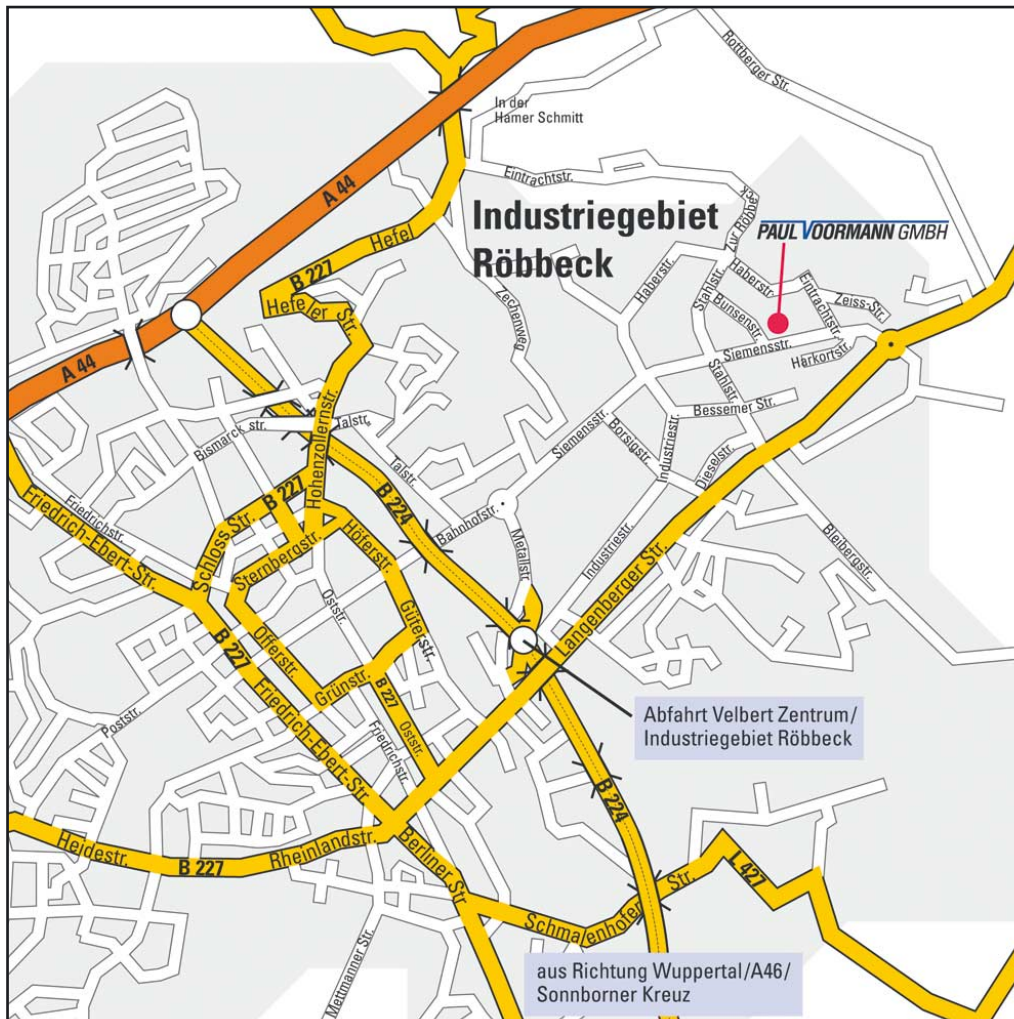 Rottberger Str.
In der
Hamer Schmitt
A 44
Eintrachtstr.
Zur Röbbeck
Industriegebiet
Röbbeck
PAUL VOORMANN GMBH
Hefel
B 227
Hefeler Str.
Haberstr.
Stahlstr.
Haberstr.
Bunsenstr.
Eintrachtstr.
Zeiss-Str.
Zechenweg
A 44
Siemensstr.
Harkortstr.
Stahlstr.
Bessemer Str.
Hohenzollernstr.
Talstr.
Bismarckstr.
Talstr.
Siemensstr.
Borsigstr.
Industriestr.
Dieselstr.
B 227
B 224
Friedrichstr.
Friedrich-Ebert-Str.
Schloss Str.
Sternbergstr.
Höferstr.
Bahnhofstr.
Metallstr.
Industriestr.
Langenberger Str.
Bleibergstr.
Oststr.
Güterstr.
Offerstr.
B 227
Grünstr.
B 227
Oststr.
Friedrichstr.
Friedrich-Ebert-Str.
Poststr.
Abfahrt Velbert Zentrum/
Industriegebiet Röbbeck
B 224
Heidestr.
B 227
Rheinlandstr.
Berliner Str.
Schmalenhofer Str.
L 427
Mettmanner Str.
aus Richtung Wuppertal/A46/
Sonnborner Kreuz